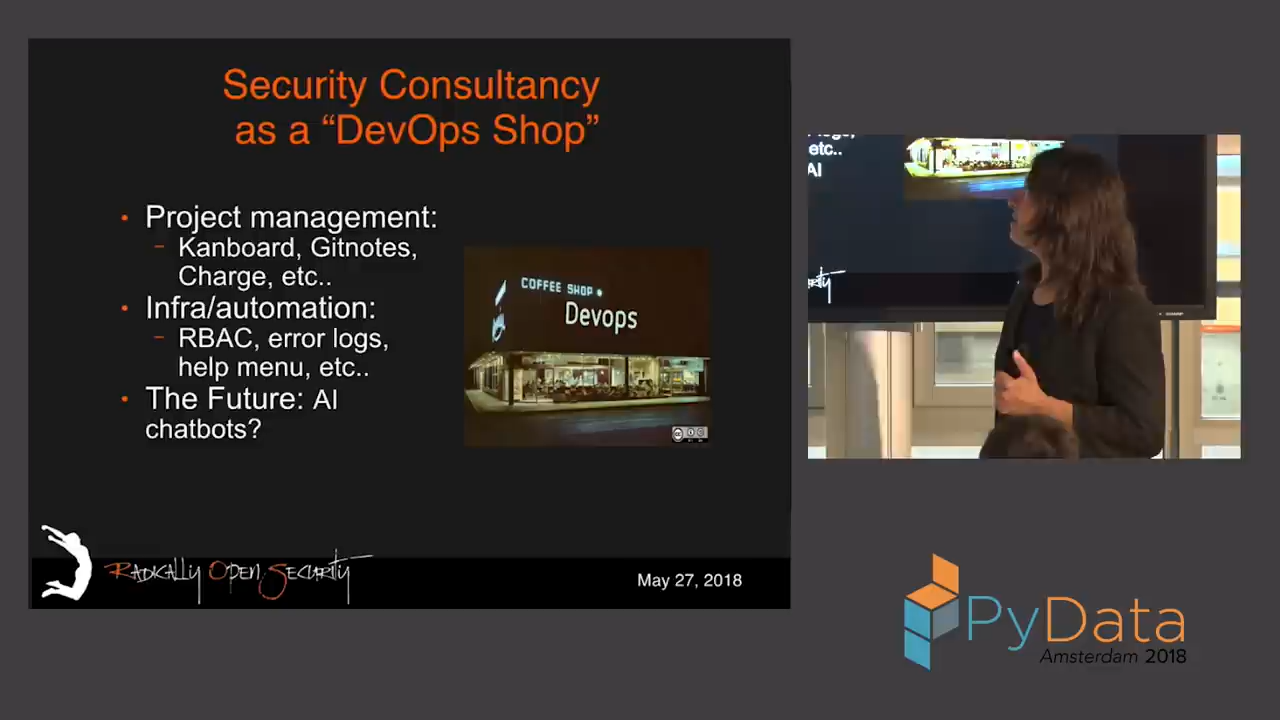 Security Consultancy
as a “DevOps Shop”
• Project management:
– Kanboard, Gitnotes,
Charge, etc..
• Infra/automation:
– RBAC, error logs,
help menu, etc..
• The Future: AI
chatbots?
COFFEE SHOP
Devops
RADICALLY OPEN SECURITY
May 27, 2018
etc..
AI
PyData
Amsterdam 2018